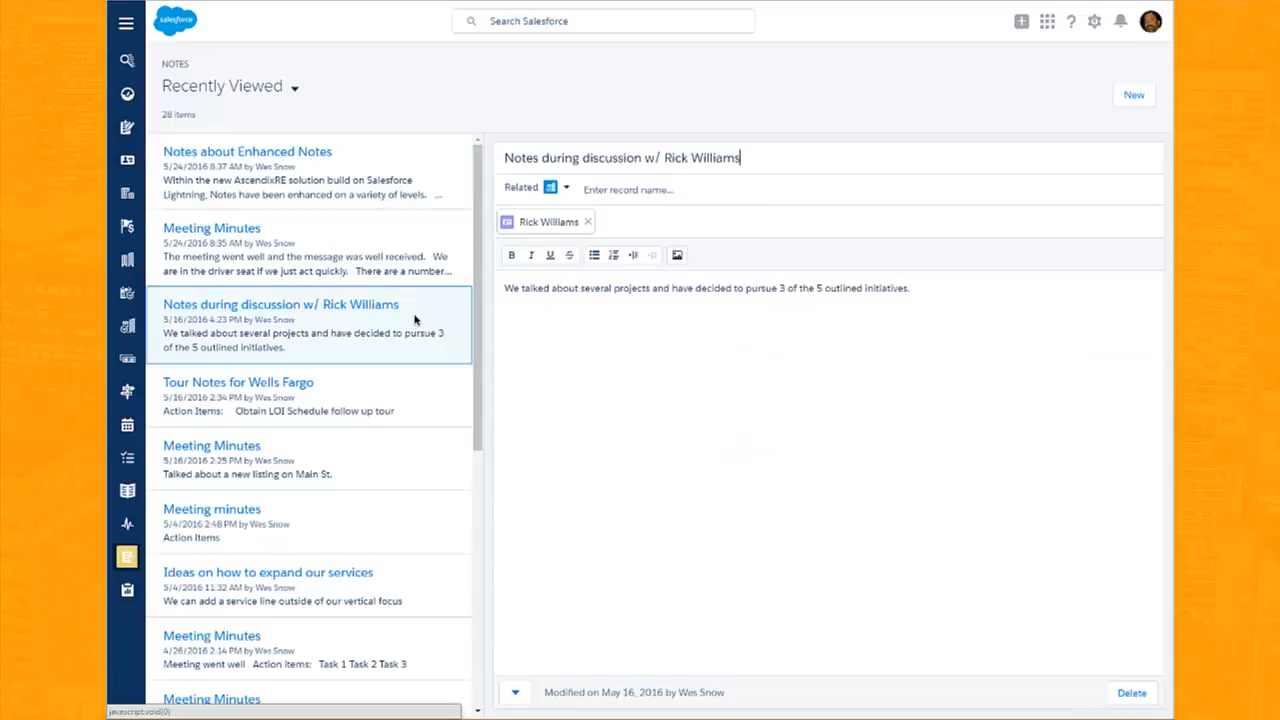 salesforce
Search Salesforce
NOTES
Recently Viewed
28 items
New
Notes about Enhanced Notes
5/24/2016 8:37 AM by Wes Snow
Within the new AscendixRE solution build on Salesforce
Lightning, Notes have been enhanced on a variety of levels. ...
Meeting Minutes
5/24/2016 8:35 AM by Wes Snow
The meeting went well and the message was well received. We
are in the driver seat if we just act quickly. There are a number...
Notes during discussion w/ Rick Williams
5/16/2016 4:23 PM by Wes Snow
We talked about several projects and have decided to pursue 3
of the 5 outlined initiatives.
Tour Notes for Wells Fargo
5/16/2016 2:34 PM by Wes Snow
Action Items: Obtain LOI Schedule follow up tour
Meeting Minutes
5/16/2016 2:25 PM by Wes Snow
Talked about a new listing on Main St.
Meeting minutes
5/4/2016 2:48 PM by Wes Snow
Action Items
Ideas on how to expand our services
5/4/2016 11:32 AM by Wes Snow
We can add a service line outside of our vertical focus
Meeting Minutes
4/26/2016 2:14 PM by Wes Snow
Meeting went well Action items: Task 1 Task 2 Task 3
Meeting Minutes
javascript:void(0)
Notes during discussion w/ Rick Williams
Related
Enter record name...
Rick Williams
B I U S
We talked about several projects and have decided to pursue 3 of the 5 outlined initiatives.
Modified on May 16, 2016 by Wes Snow
Delete